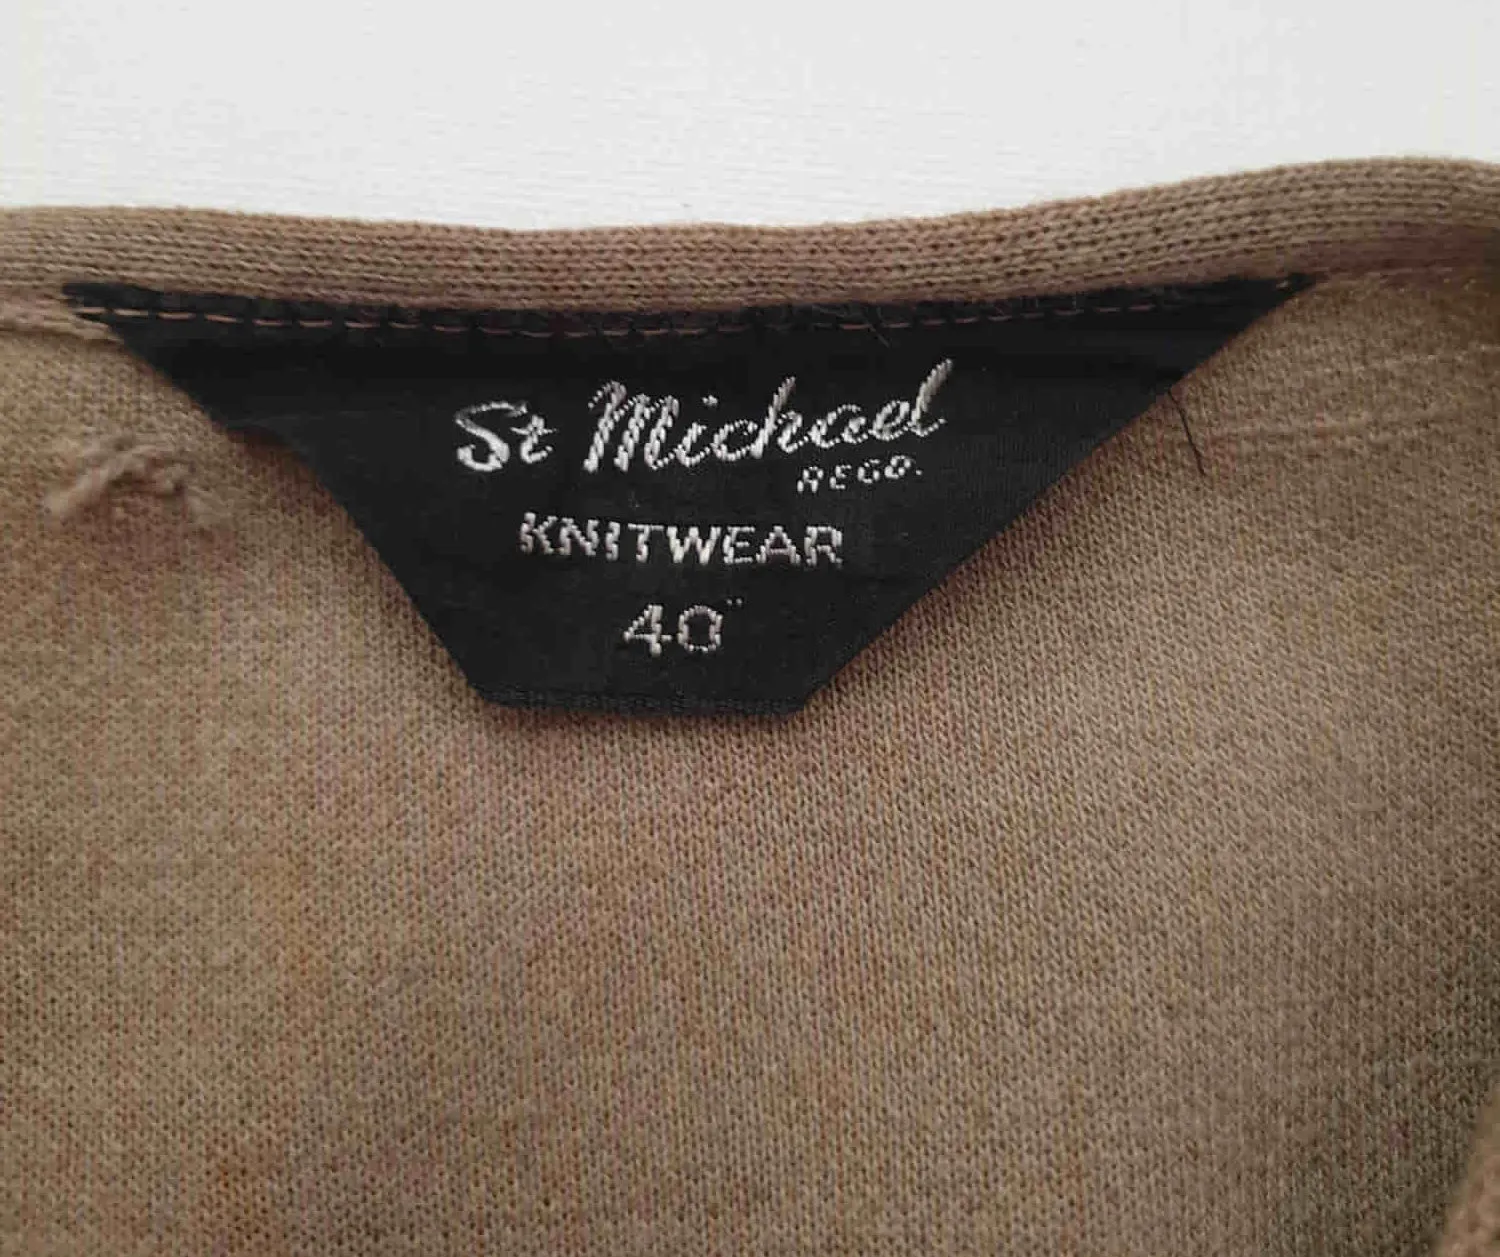 St Michael
REGD.
KNITWEAR
40"